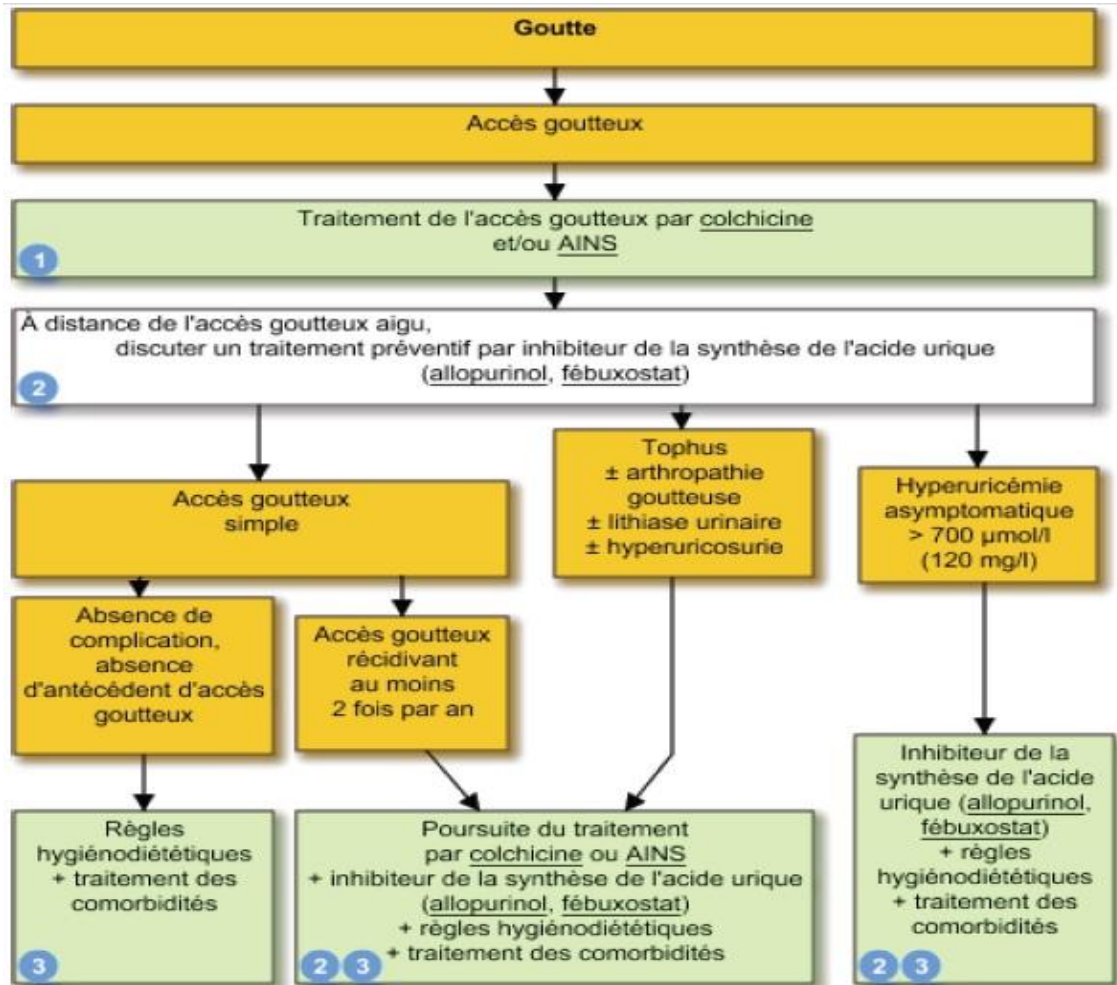 Goutte
Accès goutteux
Traitement de l'accès goutteux par colchicine
et/ou AINS
1
À distance de l'accès goutteux aigu,
discuter un traitement préventif par inhibiteur de la synthèse de l'acide urique
(allopurinol, fébuxostat)
2
Accès goutteux
simple
Tophus
± arthropathie
goutteuse
± lithiase urinaire
± hyperuricosurie
Hyperuricémie
asymptomatique
> 700 µmol/l
(120 mg/l)
Absence de
complication,
absence
d'antécédent d'accès
goutteux
Accès goutteux
récidivant
au moins
2 fois par an
Règles
hygiénodiététiques
+ traitement des
comorbidités
3
Poursuite du traitement
par colchicine ou AINS
+ inhibiteur de la synthèse de l'acide urique
(allopurinol, fébuxostat)
+ règles hygiénodiététiques
+ traitement des comorbidités
2 3
Inhibiteur de la
synthèse de l'acide
urique (allopurinol,
fébuxostat)
+ règles
hygiénodiététiques
+ traitement des
comorbidités
2 3